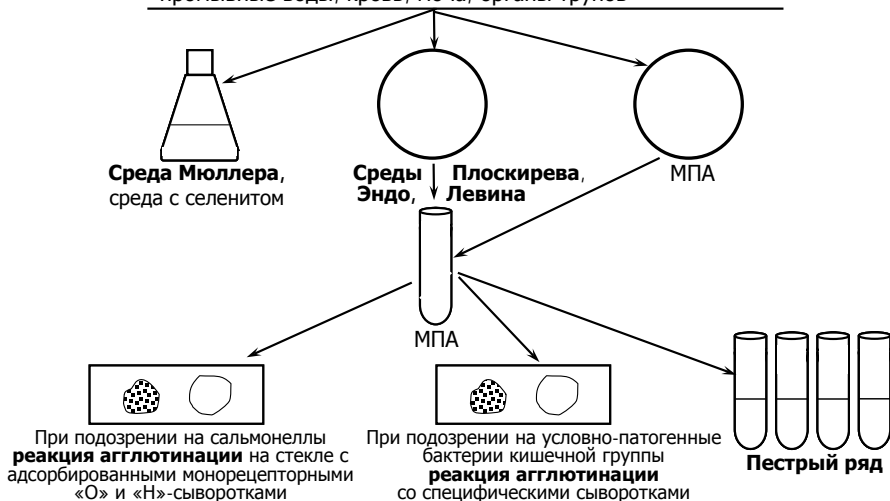 промывные воды, кровь, моча, органы трупов
Среда Мюллера,
среда с селенитом
Среды Плоскирева,
Эндо, Левина
МПА
МПА
При подозрении на сальмонеллы
реакция агглютинации на стекле с
адсорбированными монорецепторными
«О» и «Н»-сыворотками
При подозрении на условно-патогенные
бактерии кишечной группы
реакция агглютинации
со специфическими сыворотками
Пестрый ряд